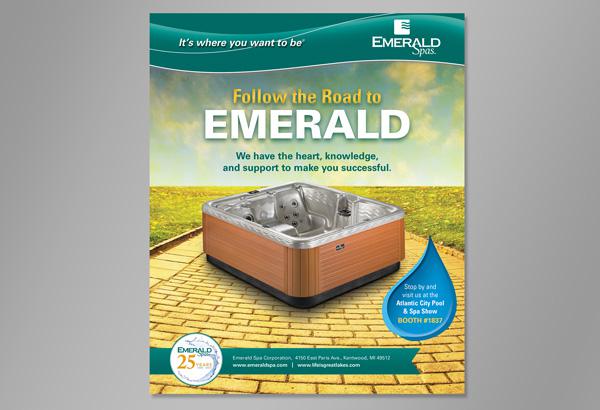 It's where you want to be®
EMERALD
Spas.
Follow the Road to
EMERALD
We have the heart, knowledge,
and support to make you successful.
Stop by and
visit us at the
Atlantic City Pool
& Spa Show
BOOTH #1837
EMERALD
25 YEARS
Emerald Spa Corporation, 4150 East Paris Ave., Kentwood, MI 49512
www.emeraldspa.com | www.lifeisgreatlakes.com